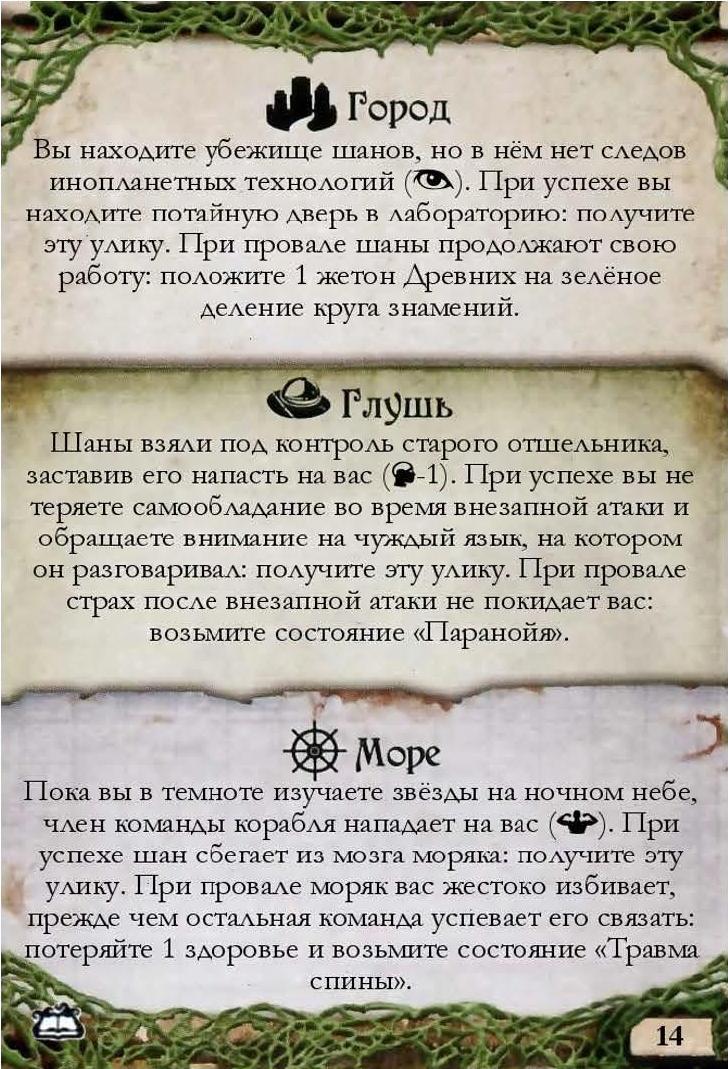 Город
Вы находите убежище шанов, но в нём нет следов
инопланетных технологий (). При успехе вы
находите потайную дверь в лабораторию: получите
эту улику. При провале шаны продолжают свою
работу: положите 1 жетон Древних на зелёное
деление круга знамений.
Глушь
Шаны взяли под контроль старого отшельника,
заставив его напасть на вас (-1). При успехе вы не
теряете самообладание во время внезапной атаки и
обращаете внимание на чуждый язык, на котором
он разговаривал: получите эту улику. При провале
страх после внезапной атаки не покидает вас:
возьмите состояние «Паранойя».
Море
Пока вы в темноте изучаете звёзды на ночном небе,
член команды корабля нападает на вас (). При
успехе шан сбегает из мозга моряка: получите эту
улику. При провале моряк вас жестоко избивает,
прежде чем остальная команда успевает его связать:
потеряйте 1 здоровье и возьмите состояние «Травма
спины».
14